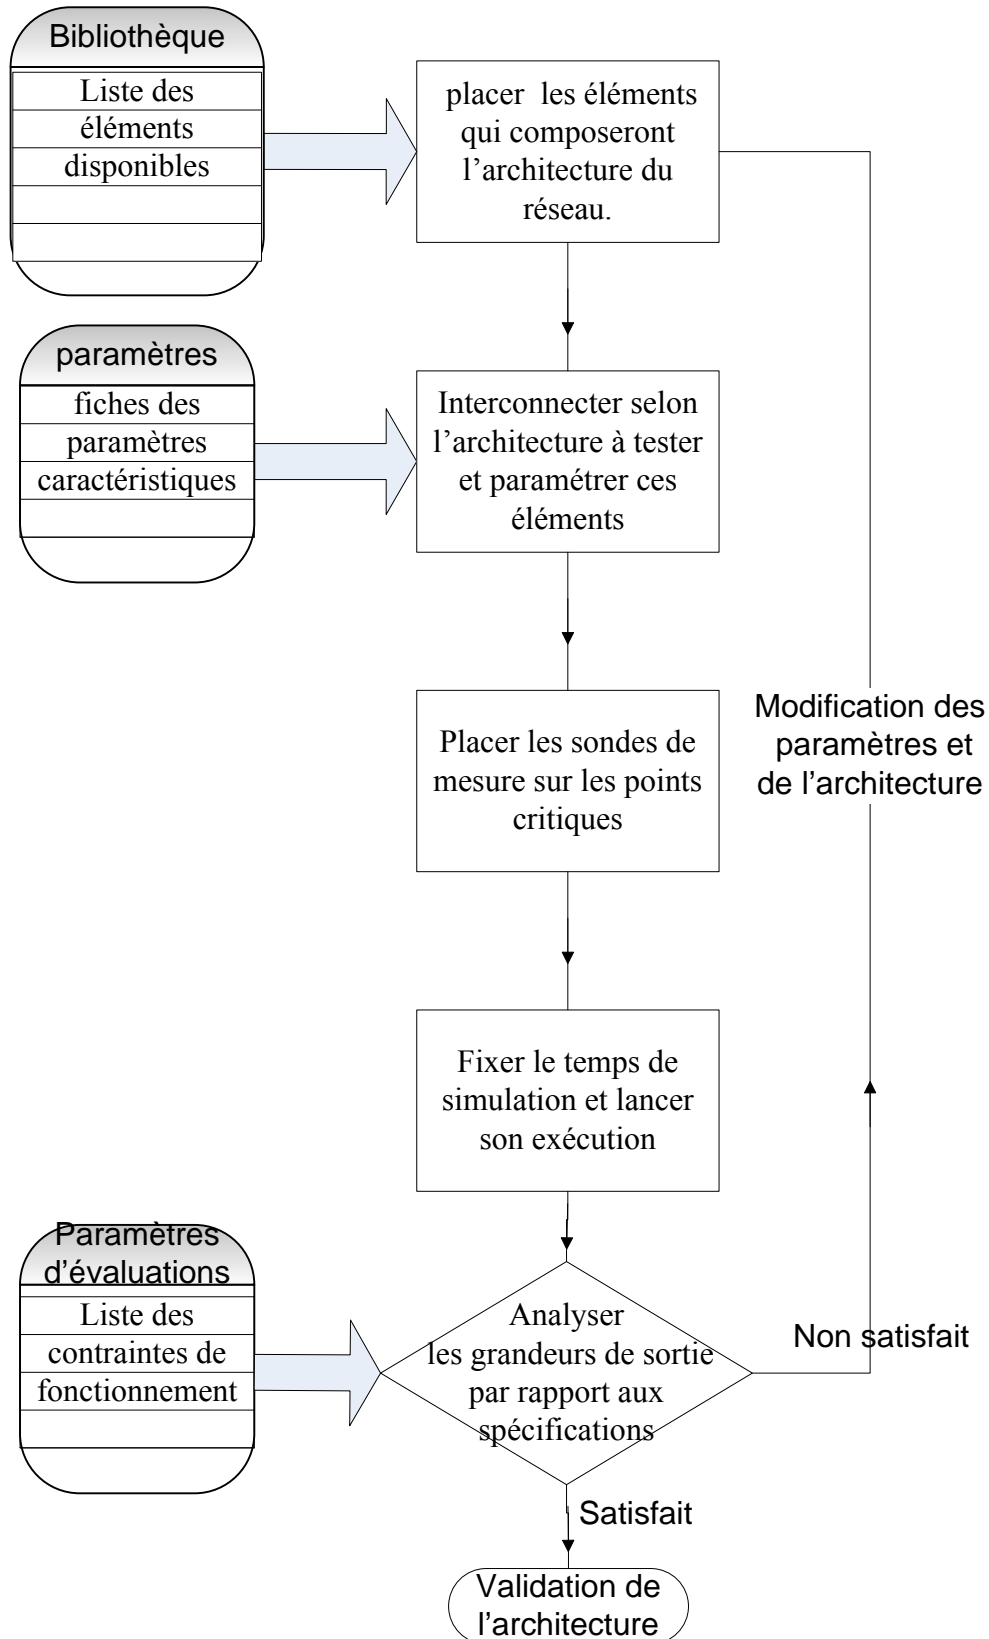 Bibliothèque
Liste des
éléments
disponibles
placer les éléments
qui composeront
l’architecture du
réseau.
paramètres
fiches des
paramètres
caractéristiques
Interconnecter selon
l’architecture à tester
et paramétrer ces
éléments
Placer les sondes de
mesure sur les points
critiques
Modification des
paramètres et
de l’architecture
Fixer le temps de
simulation et lancer
son exécution
Paramètres
d’évaluations
Liste des
contraintes de
fonctionnement
Analyser
les grandeurs de sortie
par rapport aux
spécifications
Non satisfait
Satisfait
Validation de
l’architecture